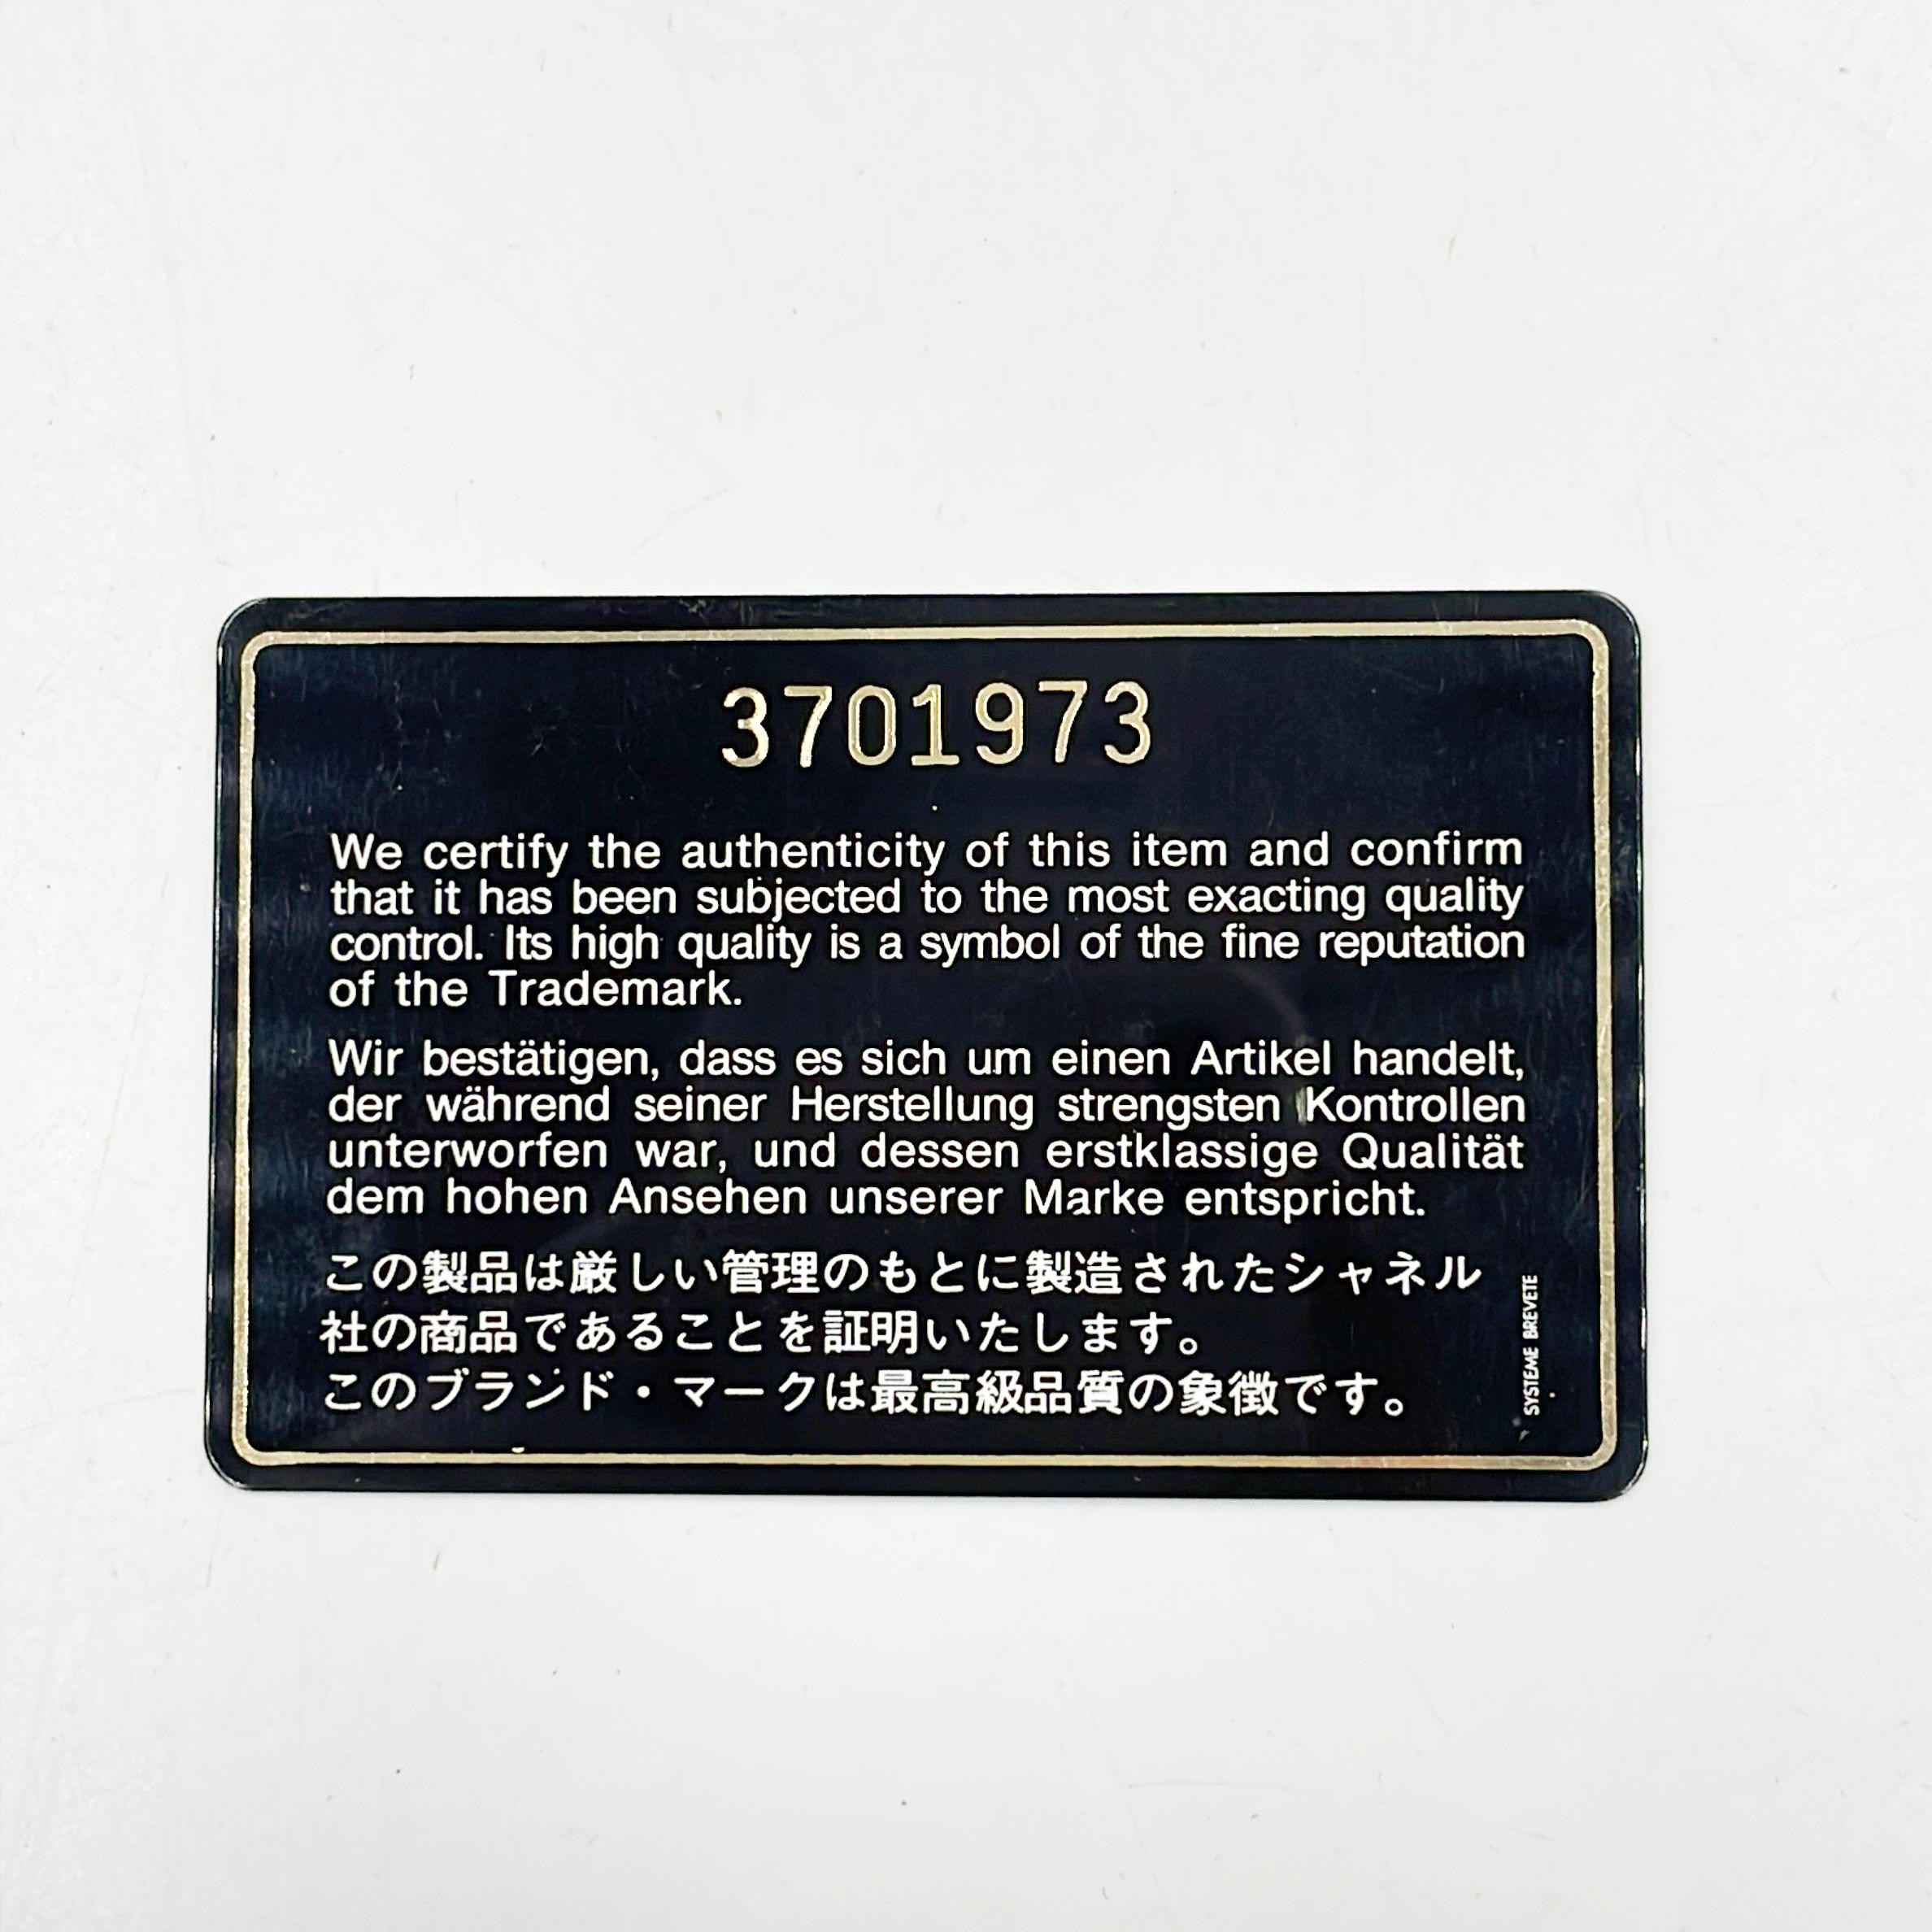 3701973
We certify the authenticity of this item and confirm
that it has been subjected to the most exacting quality
control. Its high quality is a symbol of the fine reputation
of the Trademark.
Wir bestätigen, dass es sich um einen Artikel handelt,
der während seiner Herstellung strengsten Kontrollen
unterworfen war, und dessen erstklassige Qualität
dem hohen Ansehen unserer Marke entspricht.
この製品は厳しい管理のもとに製造されたシャネル
社の商品であることを証明いたします。
このブランド・マークは最高級品質の象徴です。
SYSTEME BREVETE